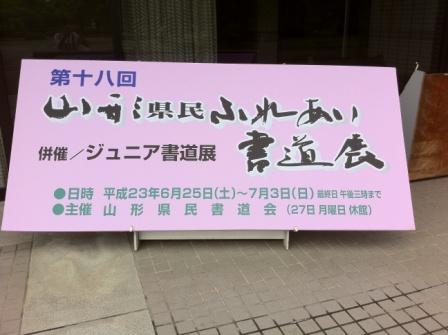 第十八回
山形県民ふれあい
書道展
併催/ジュニア書道展
●日時 平成23年6月25日(土)~7月3日(日) 最終日 午後三時まで
●主催 山形県民書道会 (27日 月曜日 休館)